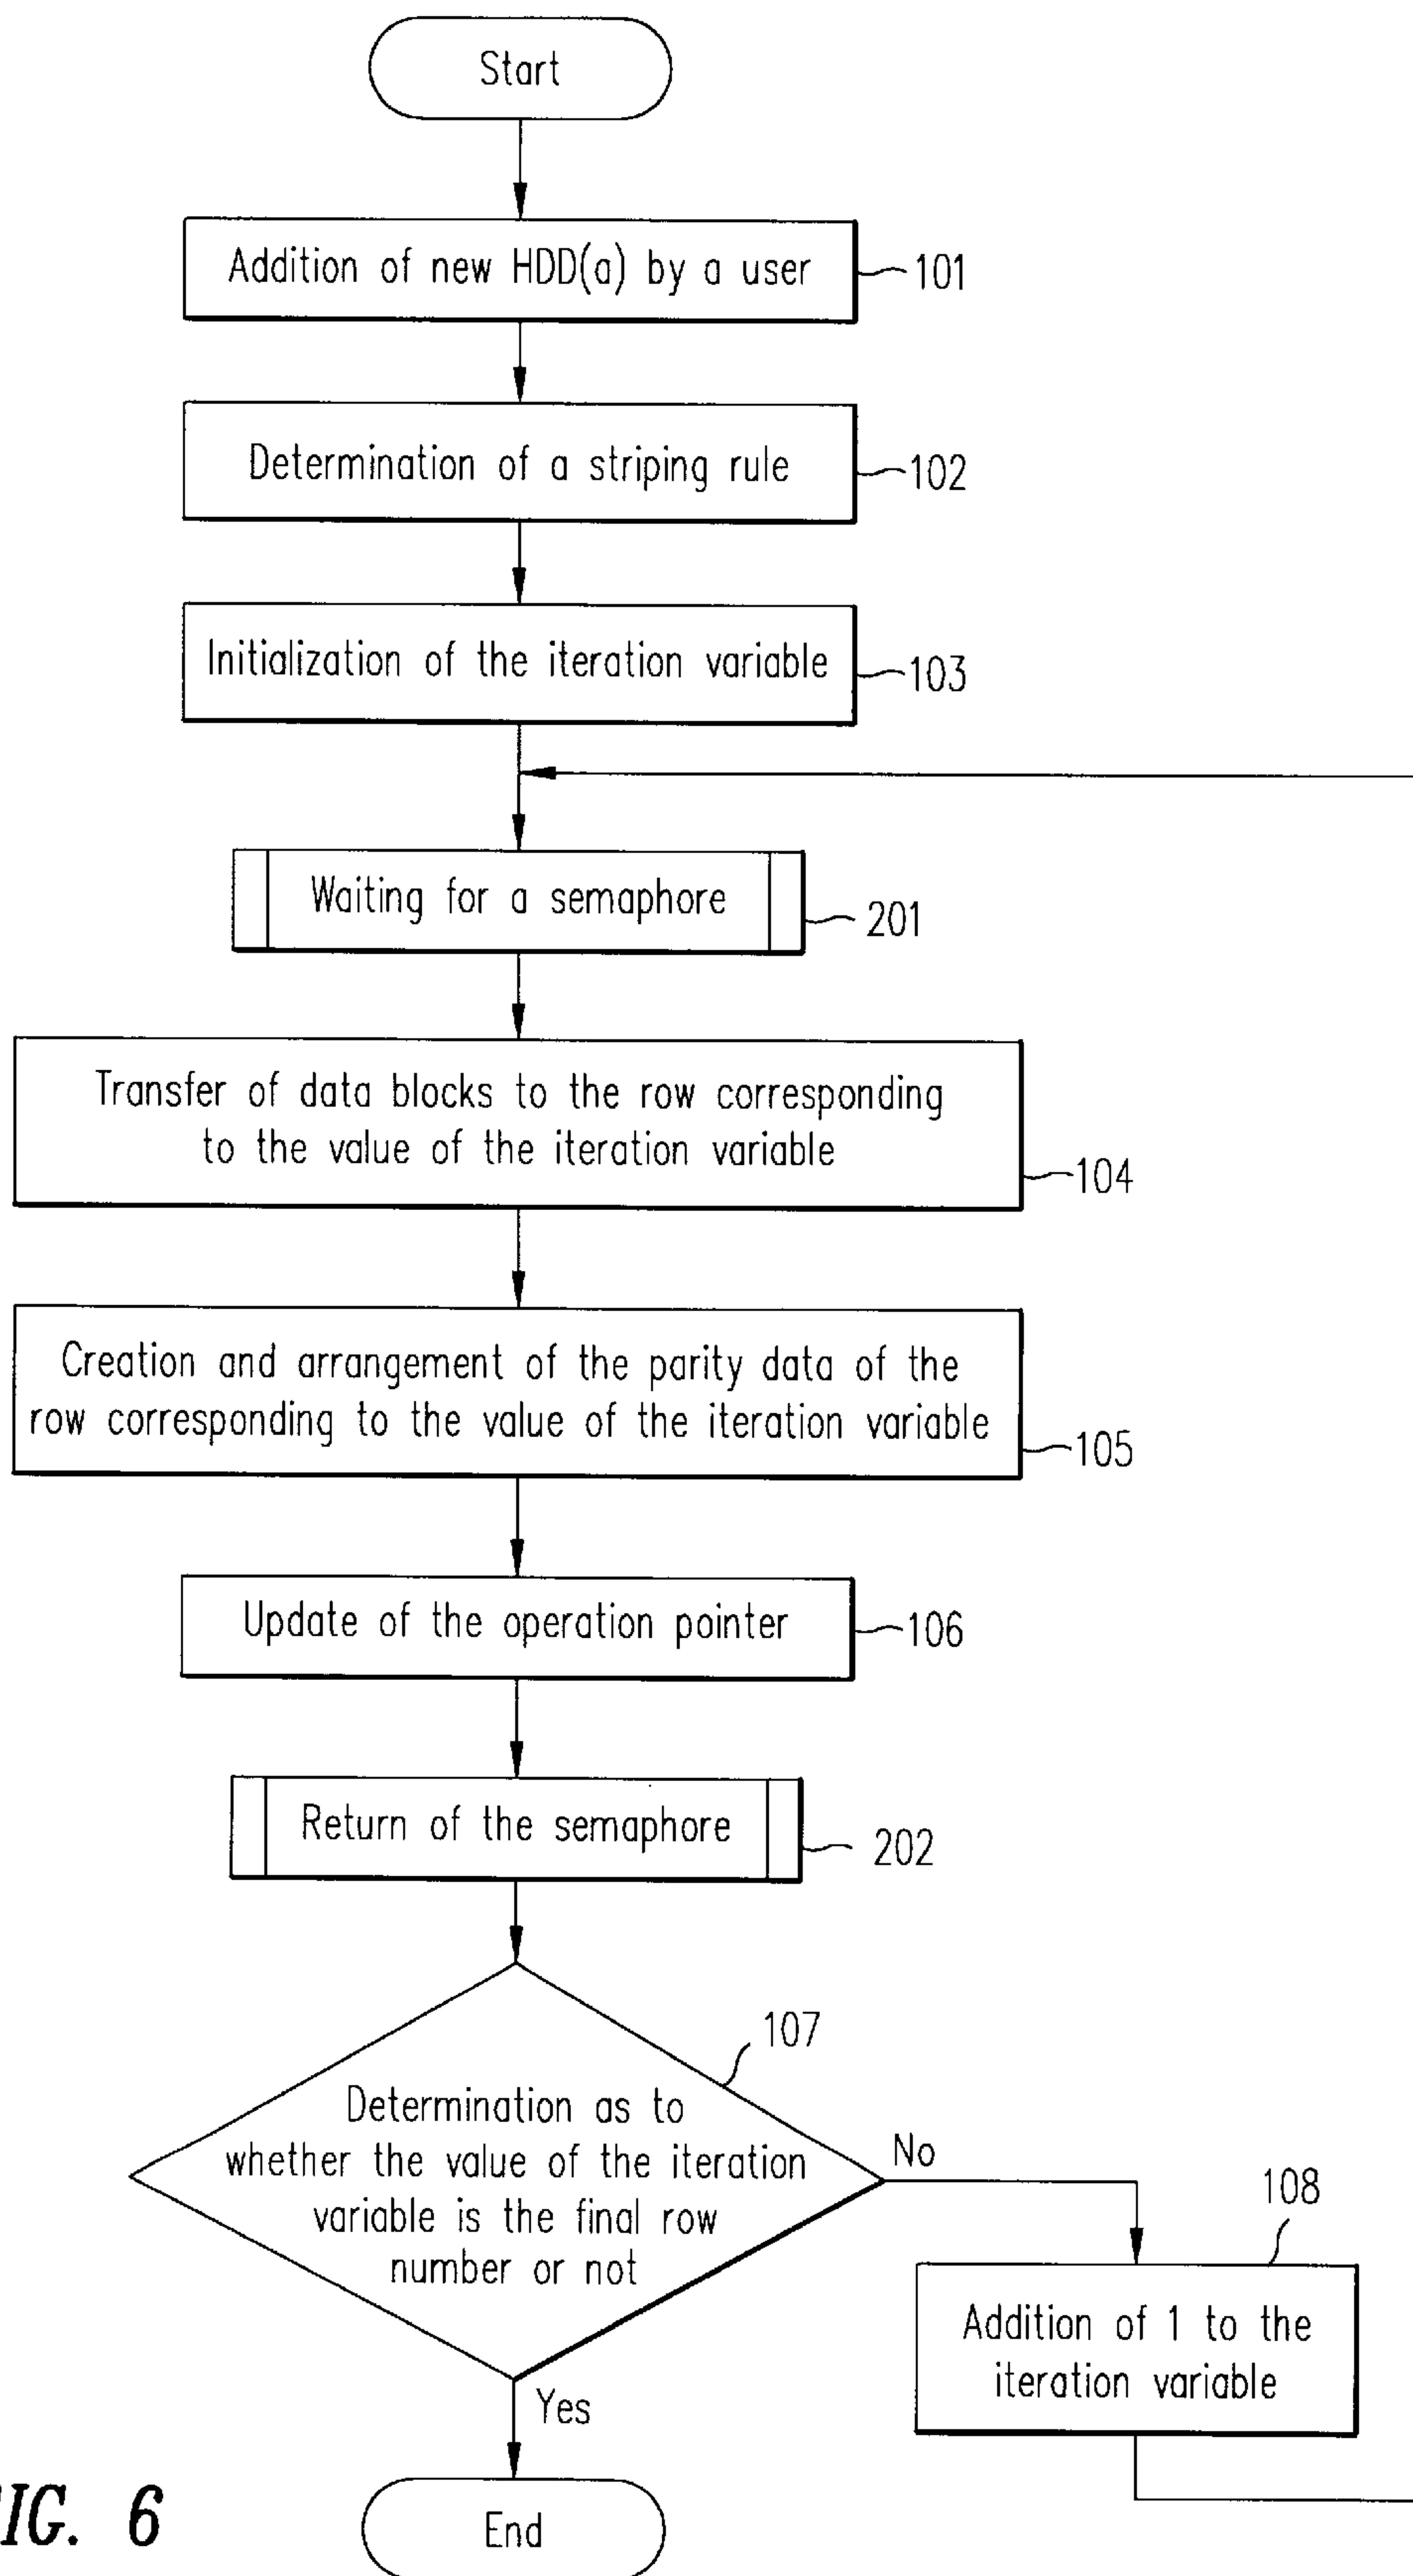 Start
Addition of new HDD(a) by a user
101
Determination of a striping rule
102
Initialization of the iteration variable
103
Waiting for a semaphore
201
Transfer of data blocks to the row corresponding
to the value of the iteration variable
104
Creation and arrangement of the parity data of the
row corresponding to the value of the iteration variable
105
Update of the operation pointer
106
Return of the semaphore
202
107
Determination as to
whether the value of the iteration
variable is the final row
number or not
No
108
Addition of 1 to the
iteration variable
Yes
End
IG. 6